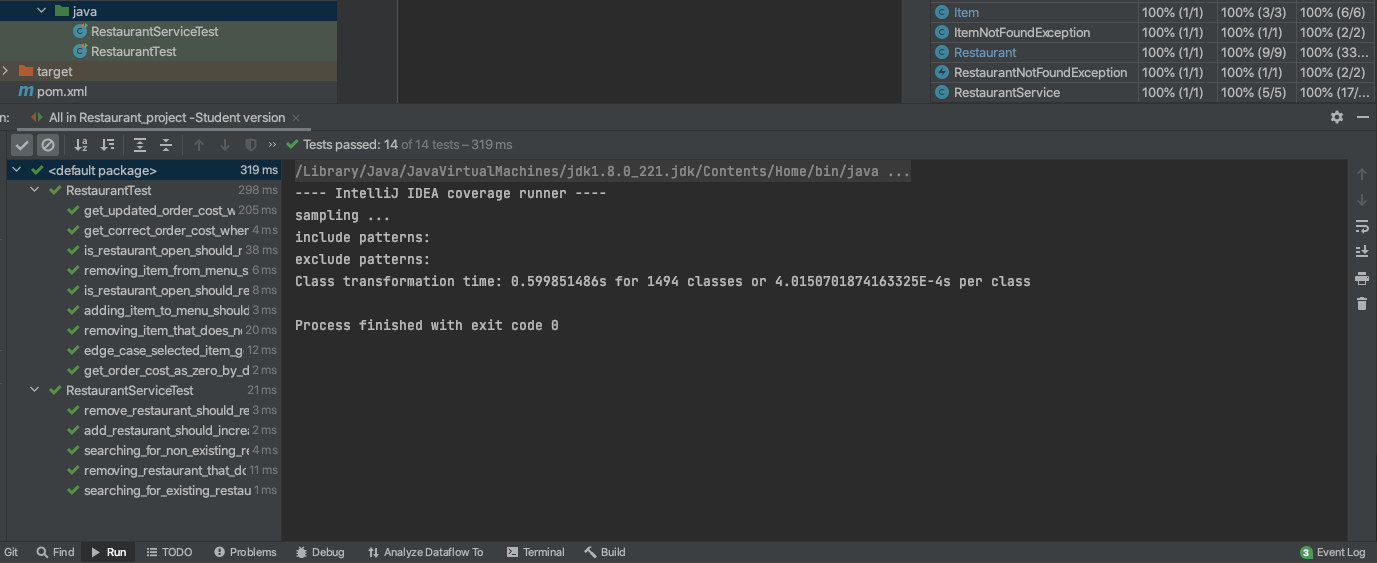 java
RestaurantServiceTest
RestaurantTest
target
pom.xml
Item 100% (1/1) 100% (3/3) 100% (6/6)
ItemNotFoundException 100% (1/1) 100% (1/1) 100% (2/2)
Restaurant 100% (1/1) 100% (9/9) 100% (33...
RestaurantNotFoundException 100% (1/1) 100% (1/1) 100% (2/2)
RestaurantService 100% (1/1) 100% (5/5) 100% (17/...
n: All in Restaurant_project -Student version
Tests passed: 14 of 14 tests – 319 ms
<default package> 319 ms
RestaurantTest 298 ms
get_updated_order_cost_w 205 ms
get_correct_order_cost_wher 4 ms
is_restaurant_open_should_r 38 ms
removing_item_from_menu_s 6 ms
is_restaurant_open_should_re 8 ms
adding_item_to_menu_should 3 ms
removing_item_that_does_n 20 ms
edge_case_selected_item_g 12 ms
get_order_cost_as_zero_by_d 2 ms
RestaurantServiceTest 21 ms
remove_restaurant_should_re 3 ms
add_restaurant_should_increa 2 ms
searching_for_non_existing_re 4 ms
removing_restaurant_that_do 11 ms
searching_for_existing_restau 1 ms
/Library/Java/JavaVirtualMachines/jdk1.8.0_221.jdk/Contents/Home/bin/java ...
---- IntelliJ IDEA coverage runner ----
sampling ...
include patterns:
exclude patterns:
Class transformation time: 0.599851486s for 1494 classes or 4.0150701874163325E-4s per class
Process finished with exit code 0
Git Find Run TODO Problems Debug Analyze Dataflow To Terminal Build 3 Event Log